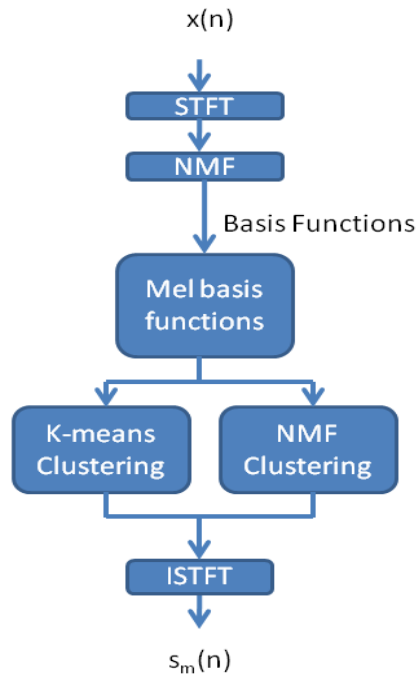 x(n)
STFT
NMF
Basis Functions
Mel basis
functions
K-means
Clustering
NMF
Clustering
ISTFT
sm(n)